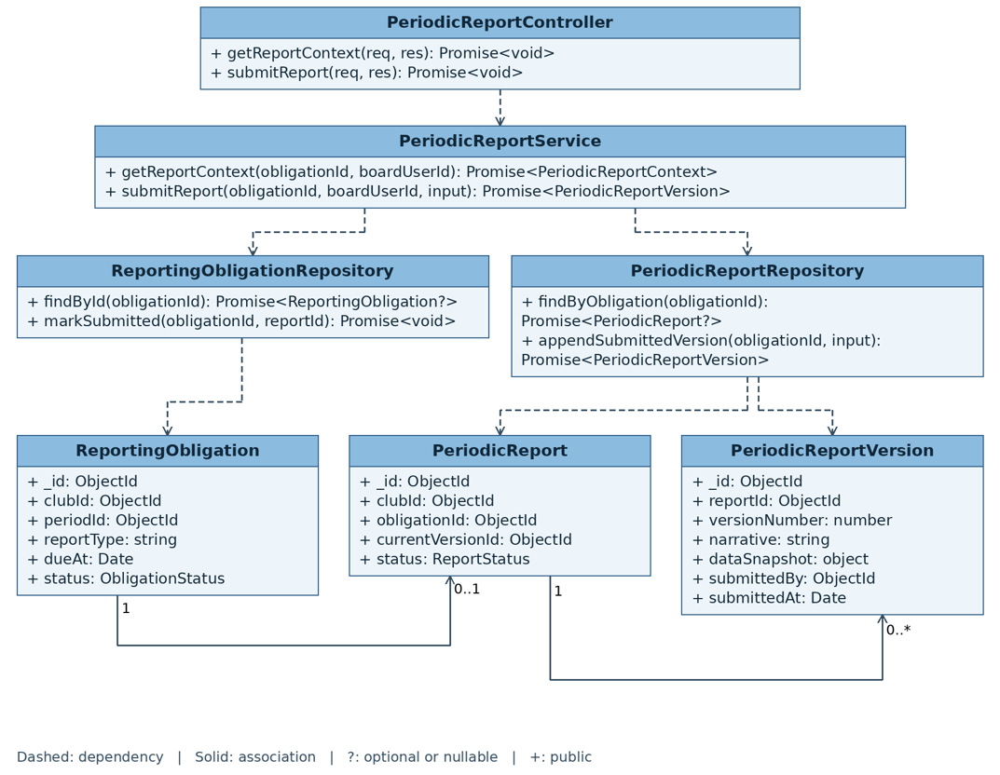 PeriodicReportController
+ getReportContext(req, res): Promise<void>
+ submitReport(req, res): Promise<void>
PeriodicReportService
+ getReportContext(obligationId, boardUserId): Promise<PeriodicReportContext>
+ submitReport(obligationId, boardUserId, input): Promise<PeriodicReportVersion>
ReportingObligationRepository
+ findById(obligationId): Promise<ReportingObligation?>
+ markSubmitted(obligationId, reportId): Promise<void>
PeriodicReportRepository
+ findByObligation(obligationId):
Promise<PeriodicReport?>
+ appendSubmittedVersion(obligationId, input):
Promise<PeriodicReportVersion>
ReportingObligation
+ _id: ObjectId
+ clubId: ObjectId
+ periodId: ObjectId
+ reportType: string
+ dueAt: Date
+ status: ObligationStatus
1
PeriodicReport
+ _id: ObjectId
+ clubId: ObjectId
+ obligationId: ObjectId
+ currentVersionId: ObjectId
+ status: ReportStatus
0..1
1
PeriodicReportVersion
+ _id: ObjectId
+ reportId: ObjectId
+ versionNumber: number
+ narrative: string
+ dataSnapshot: object
+ submittedBy: ObjectId
+ submittedAt: Date
0..*
Dashed: dependency | Solid: association | ?: optional or nullable | +: public